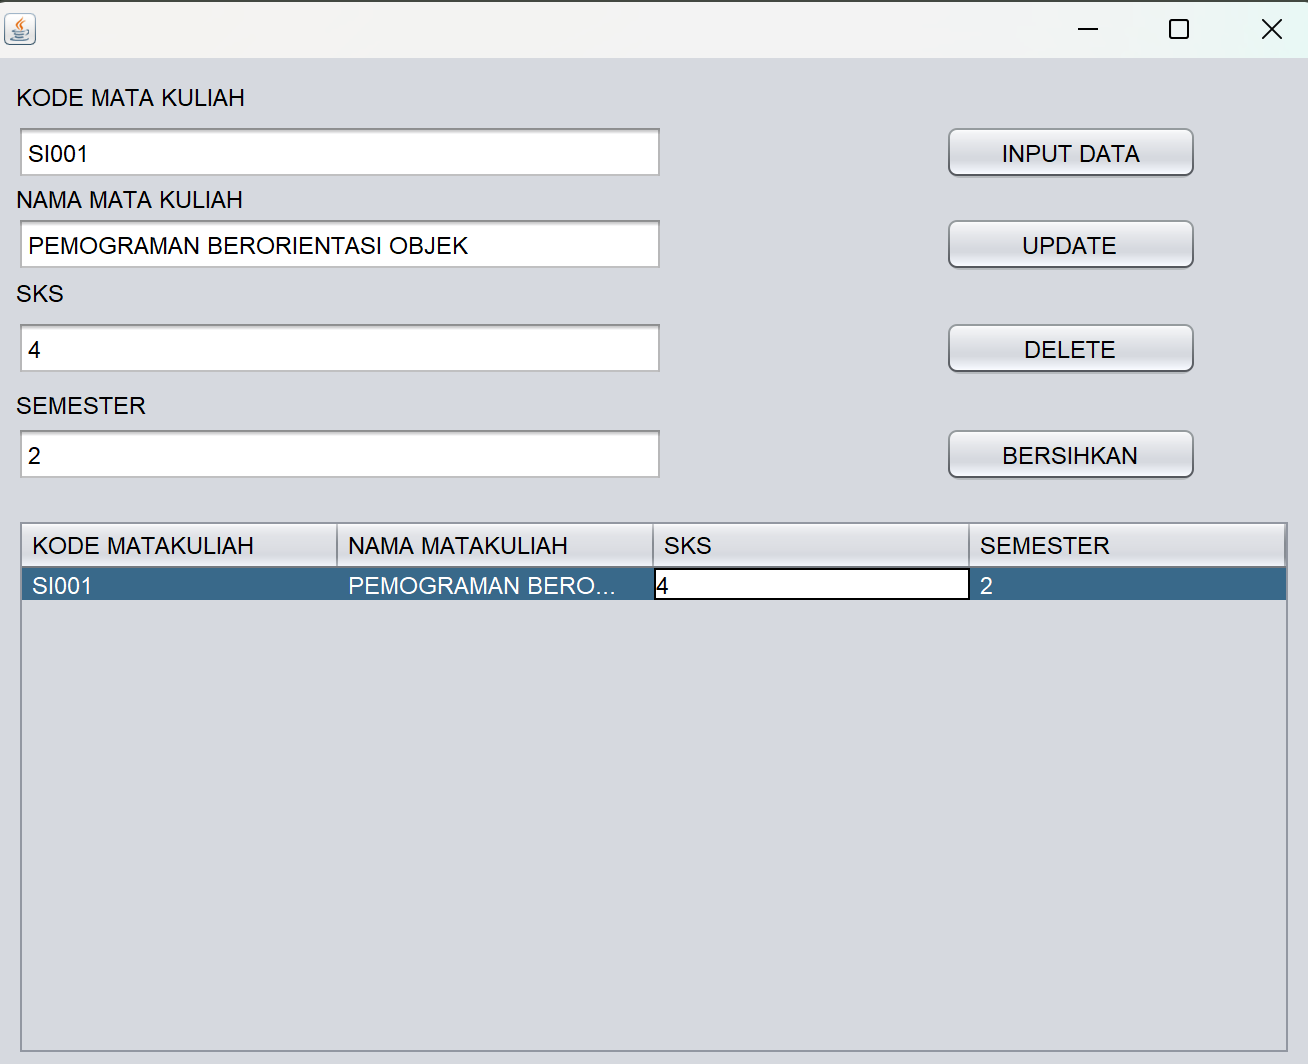 KODE MATA KULIAH
SI001
INPUT DATA
NAMA MATA KULIAH
PEMOGRAMAN BERORIENTASI OBJEK
UPDATE
SKS
4
DELETE
SEMESTER
2
BERSIHKAN
KODE MATAKULIAH NAMA MATAKULIAH SKS SEMESTER
SI001 PEMOGRAMAN BERO... 4 2